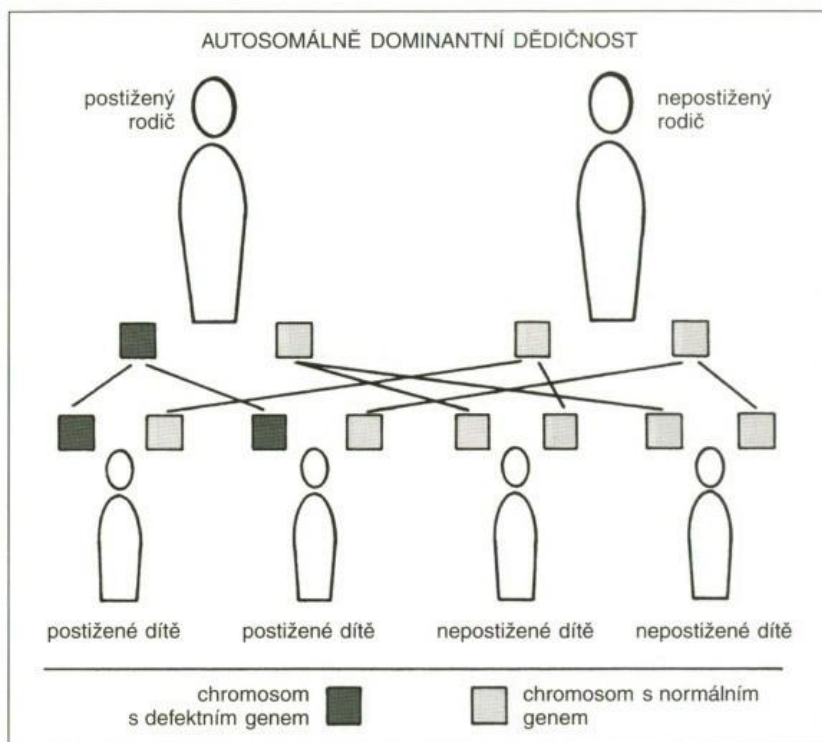 AUTOSOMÁLNĚ DOMINANTNÍ DĚDIČNOST
postižený
rodič
nepostižený
rodič
postižené dítě
postižené dítě
nepostižené dítě
nepostižené dítě
chromosom
s defektním genem
chromosom s normálním
genem